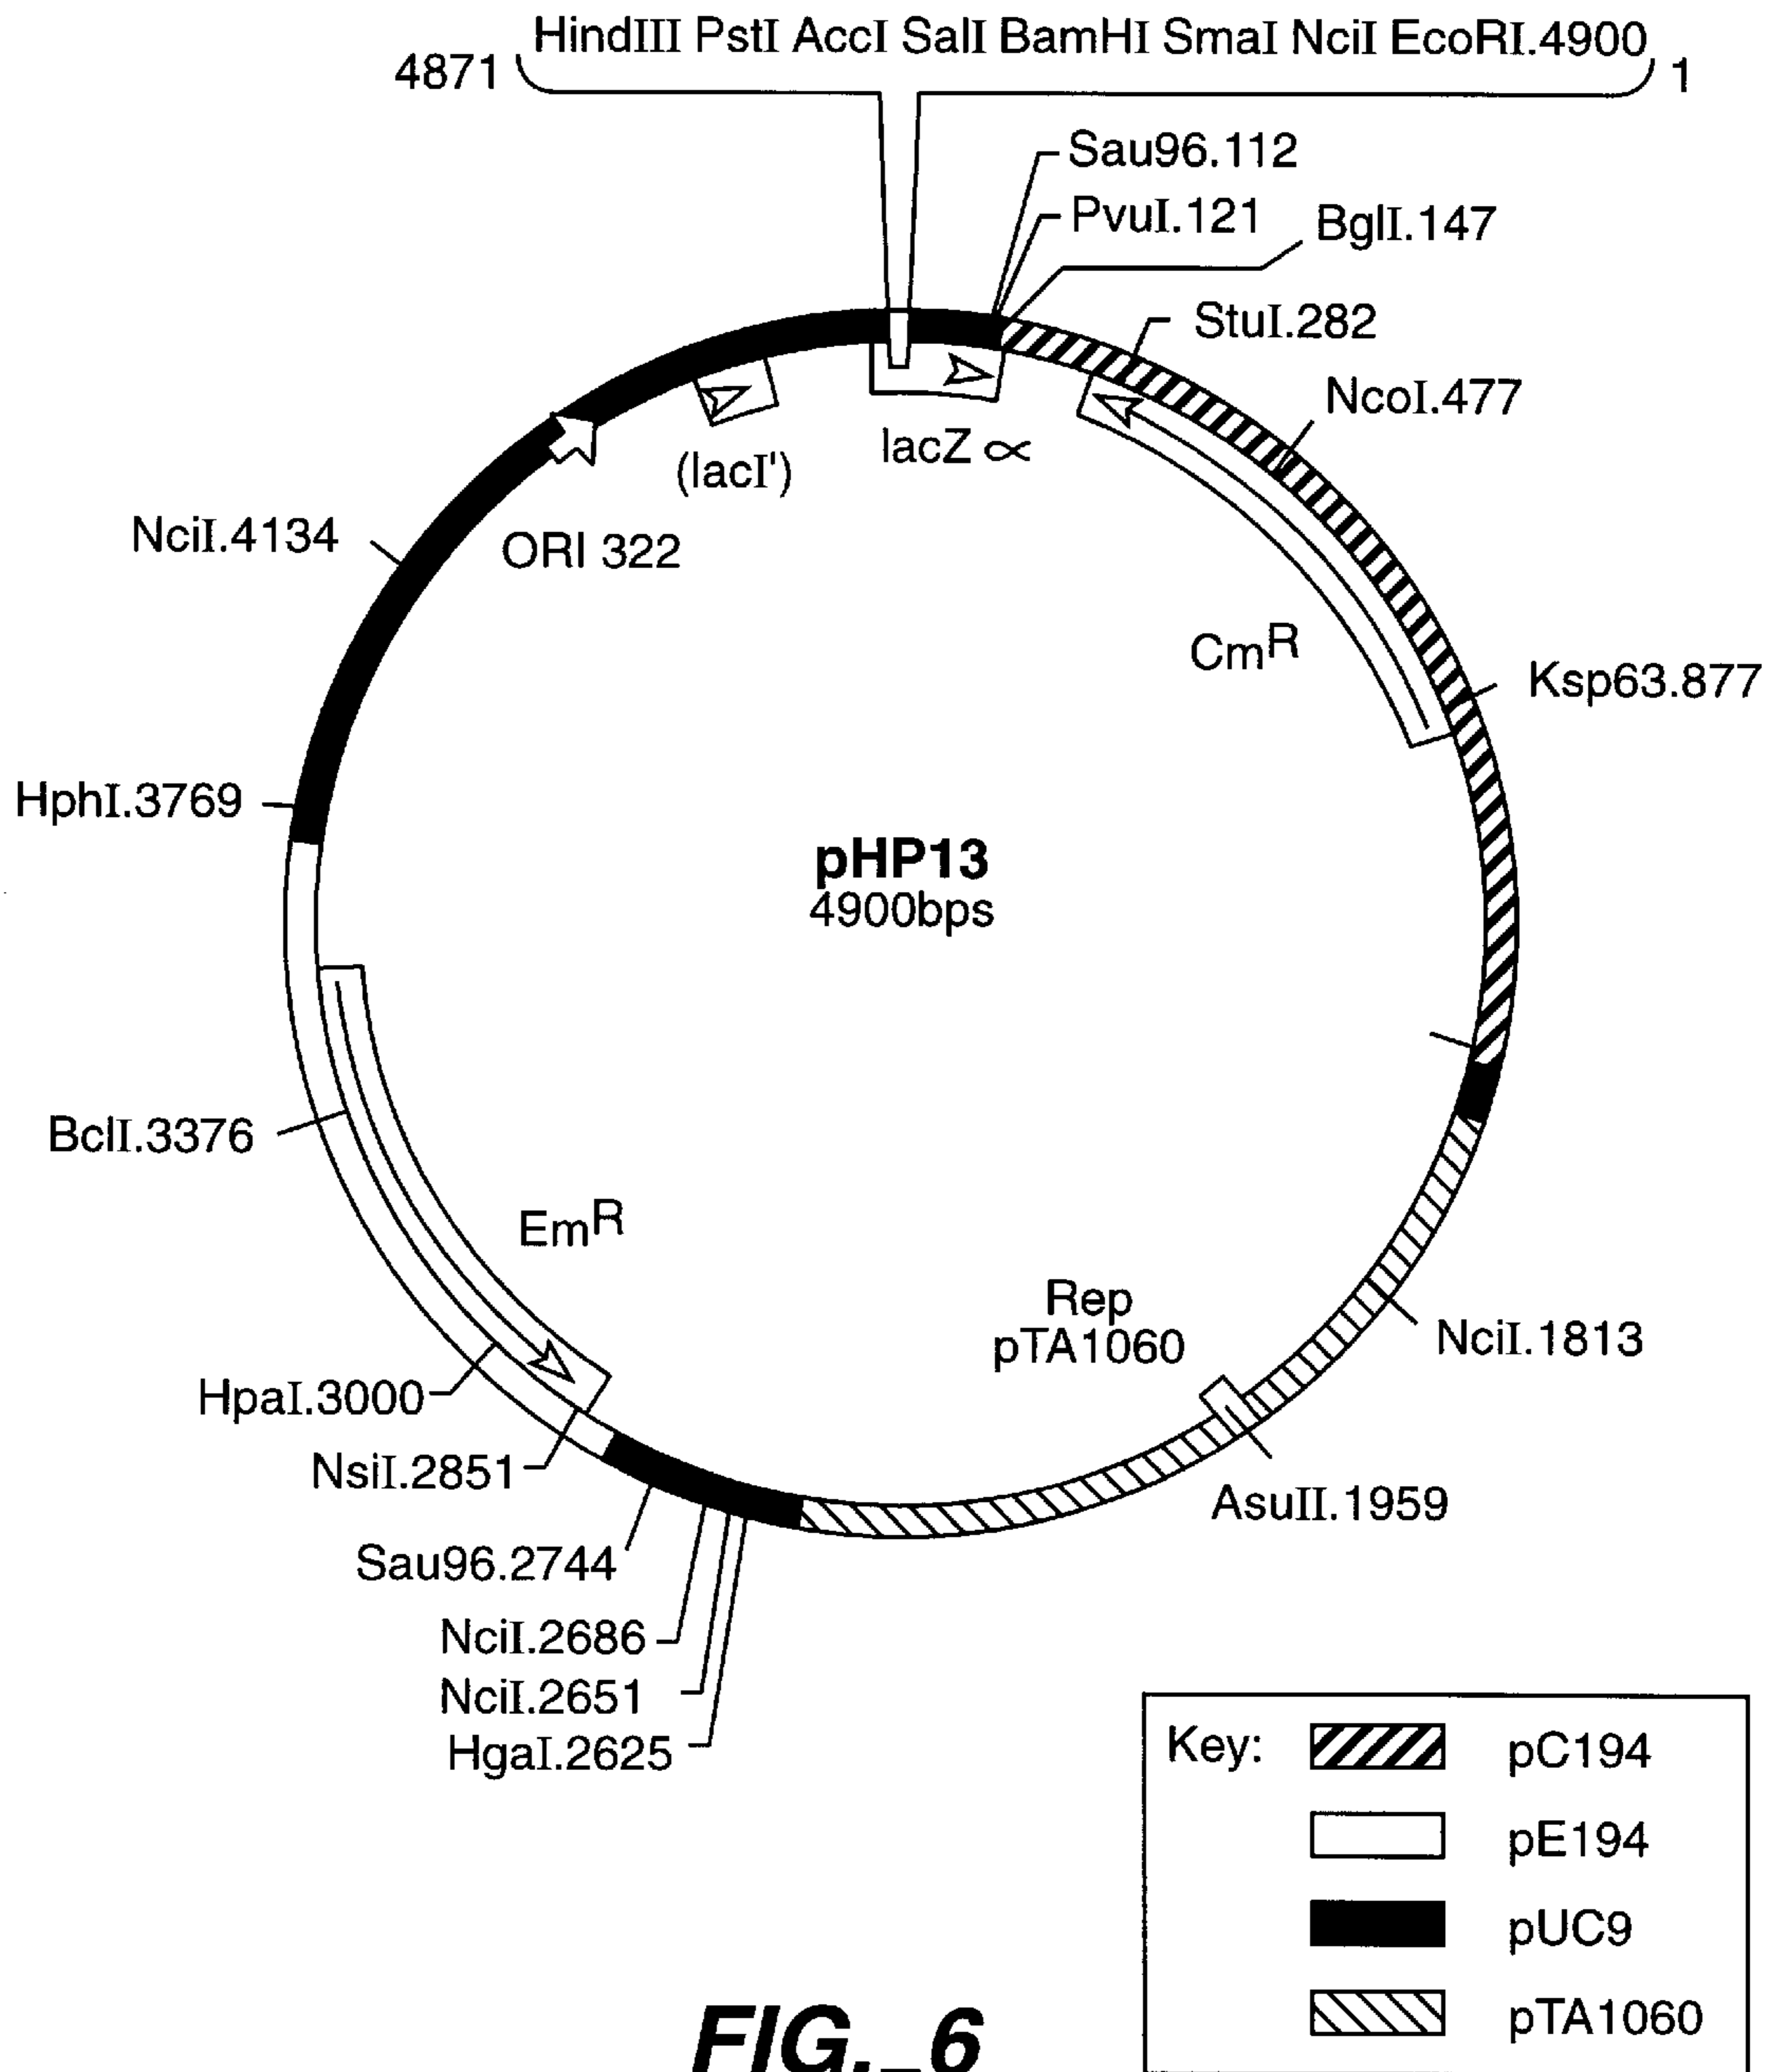 HindIII PstI AccI SalI BamHI SmaI NciI EcoRI.4900
4871
1
Sau96.112
PvuI.121
BglI.147
StuI.282
NcoI.477
lacZ ∝
(lacI')
NciI.4134
ORI 322
CmR
Ksp63.877
HphI.3769
pHP13
4900bps
BclI.3376
EmR
Rep
pTA1060
NciI.1813
HpaI.3000
NsiI.2851
AsuII.1959
Sau96.2744
NciI.2686
NciI.2651
HgaI.2625
Key:
pC194
pE194
pUC9
pTA1060
FIG._6